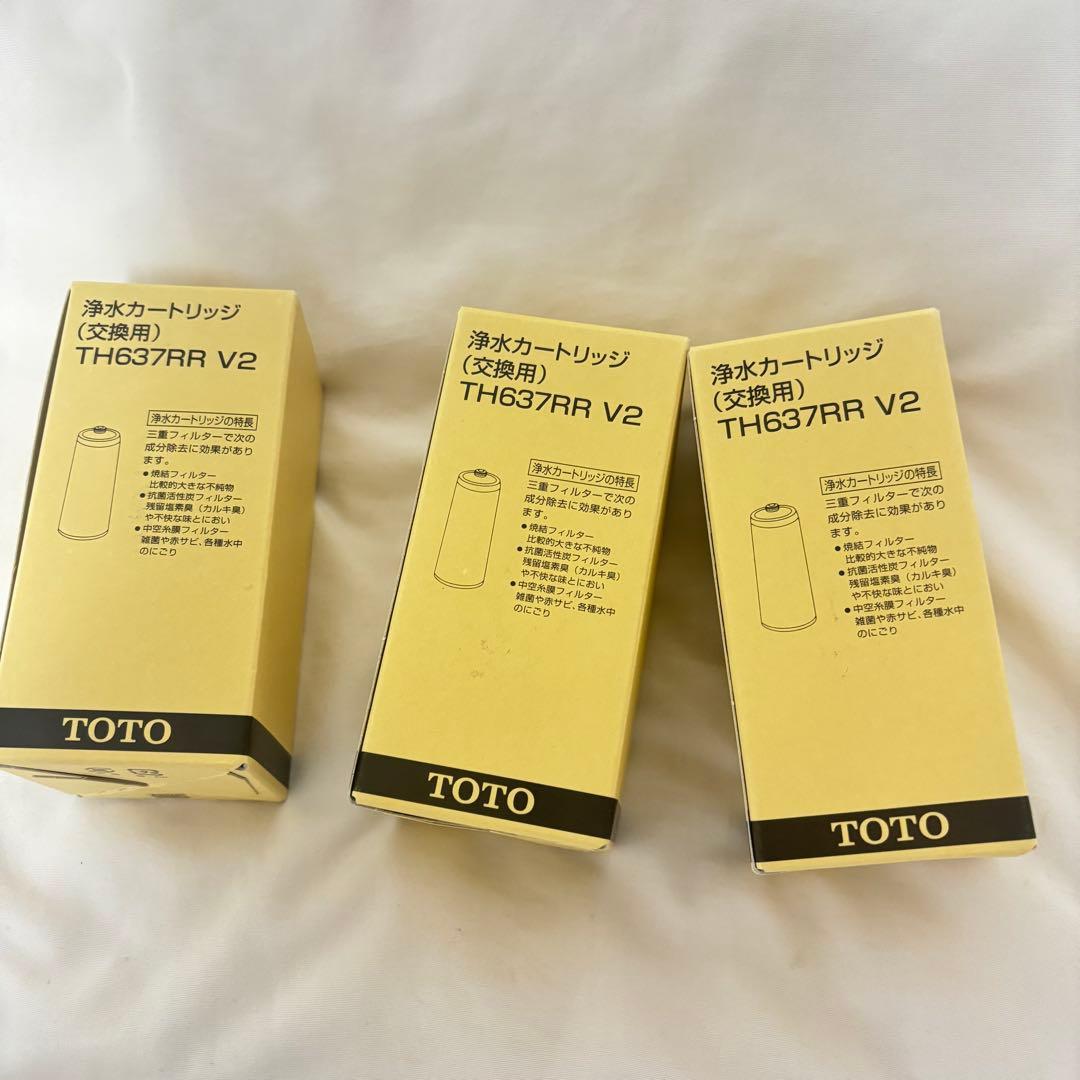 浄水カートリッジ
(交換用)
TH637RR V2
浄水カートリッジの特長
三重フィルターで次の
成分除去に効果があり
ます。
●焼結フィルター
比較的大きな不純物
●抗菌活性炭フィルター
残留塩素臭(カルキ臭)
や不快な味とにおい
●中空糸膜フィルター
雑菌や赤サビ、各種水中
のにごり
TOTO
浄水カートリッジ
(交換用)
TH637RR V2
浄水カートリッジの特長
三重フィルターで次の
成分除去に効果があり
ます。
●焼結フィルター
比較的大きな不純物
●抗菌活性炭フィルター
残留塩素臭(カルキ臭)
や不快な味とにおい
●中空糸膜フィルター
雑菌や赤サビ、各種水中
のにごり
TOTO
浄水カートリッジ
(交換用)
TH637RR V2
浄水カートリッジの特長
三重フィルターで次の
成分除去に効果があり
ます。
●焼結フィルター
比較的大きな不純物
●抗菌活性炭フィルター
残留塩素臭(カルキ臭)
や不快な味とにおい
●中空糸膜フィルター
雑菌や赤サビ、各種水中
のにごり
TOTO